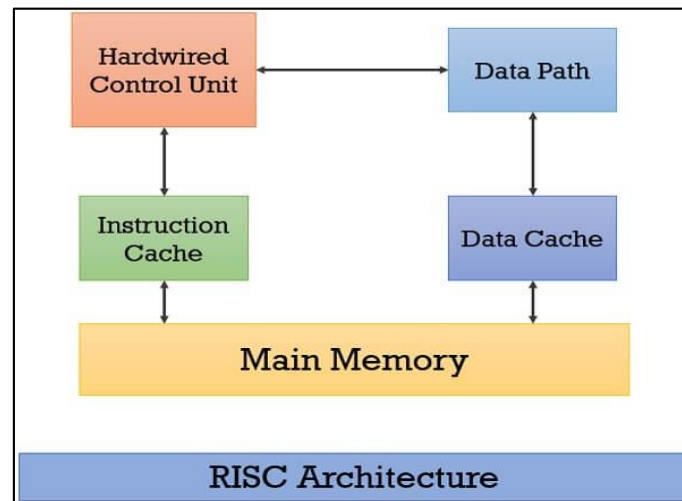 Hardwired
Control Unit
Data Path
Instruction
Cache
Data Cache
Main Memory
RISC Architecture